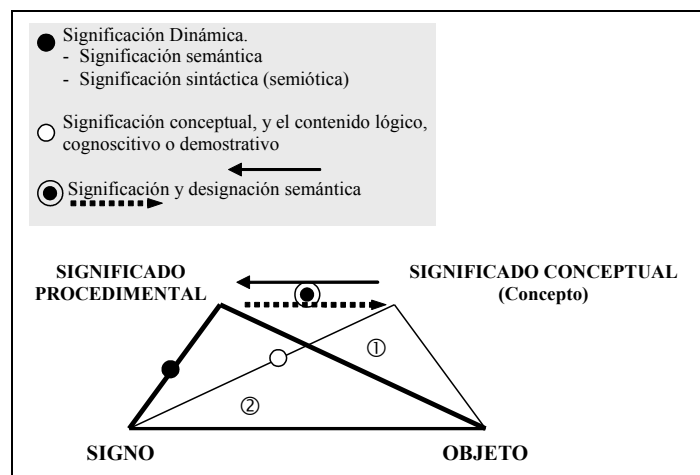 Significación Dinámica.
- Significación semántica
- Significación sintáctica (semiótica)
Significación conceptual, y el contenido lógico,
cognoscitivo o demostrativo
Significación y designación semántica
SIGNIFICADO
PROCEDIMENTAL
SIGNIFICADO CONCEPTUAL
(Concepto)
①
②
SIGNO
OBJETO